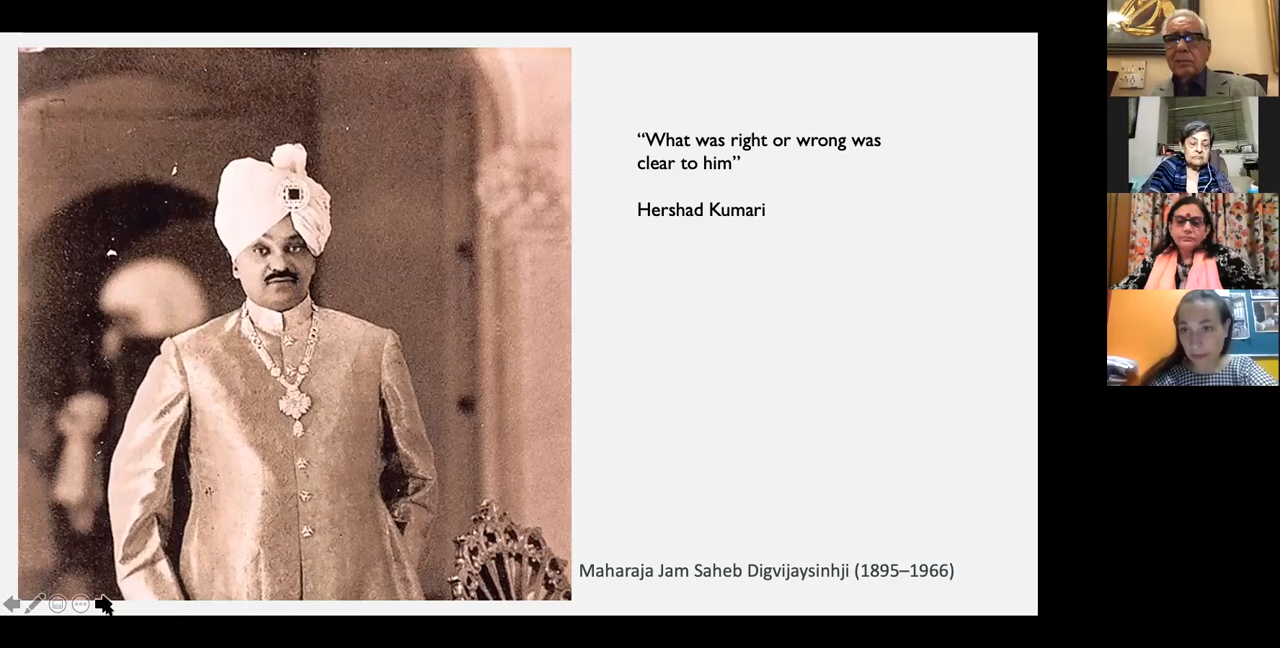 “What was right or wrong was
clear to him”
Hershad Kumari
Maharaja Jam Saheb Digvijaysinhji (1895–1966)